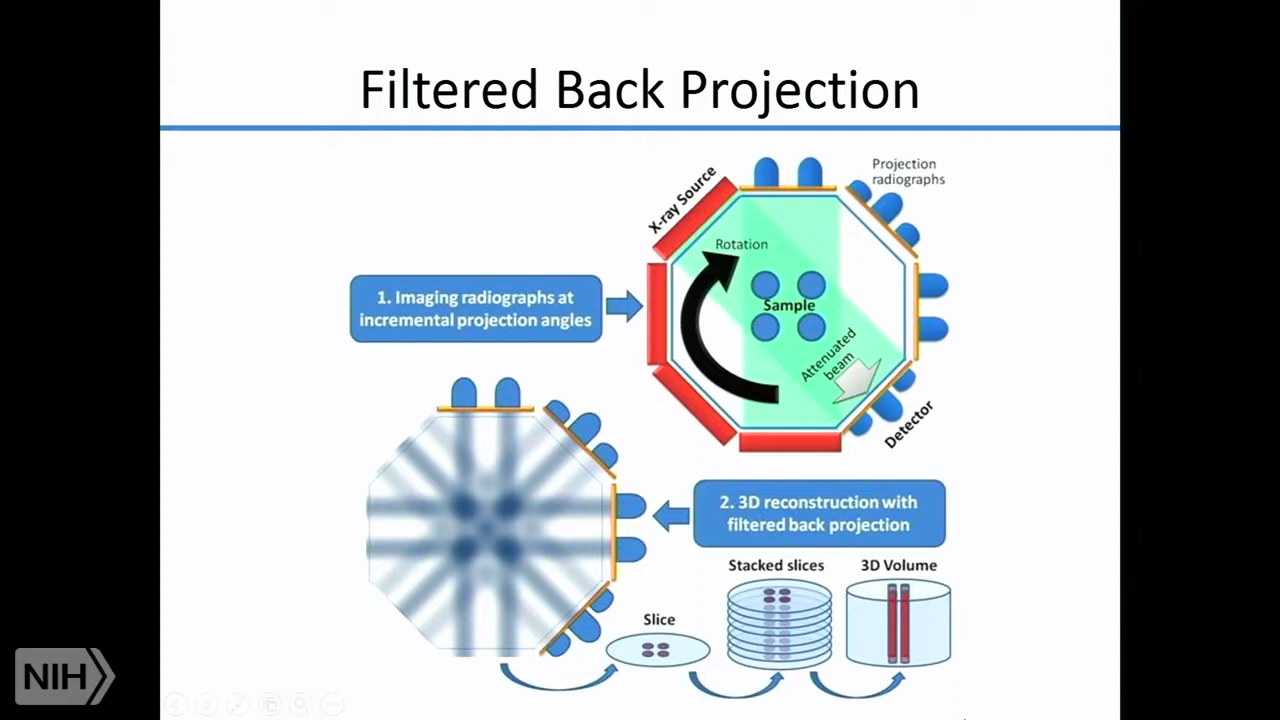 Filtered Back Projection
Projection
radiographs
X-ray Source
Rotation
1. Imaging radiographs at
incremental projection angles
Sample
Attenuated
beam
Detector
2. 3D reconstruction with
filtered back projection
Stacked slices
3D Volume
Slice
NIH